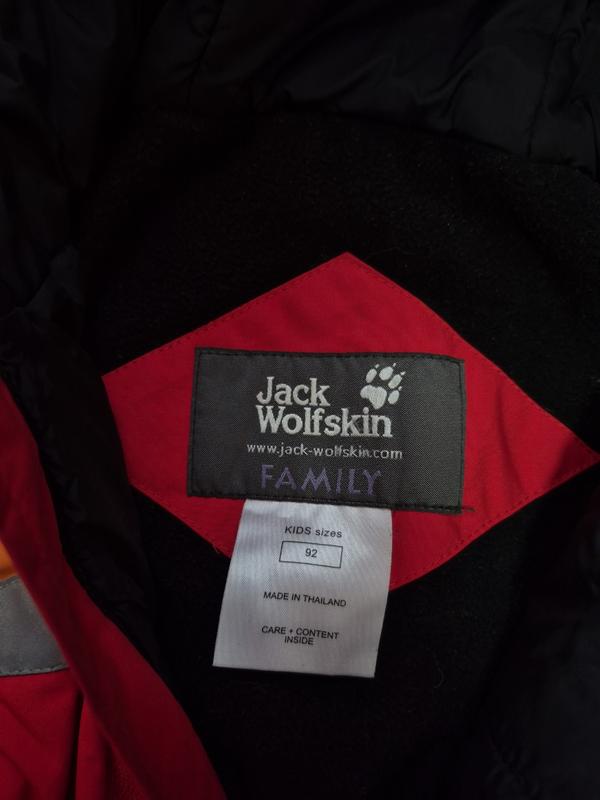 Jack
Wolfskin
www.jack-wolfskin.com
FAMILY
KIDS sizes
92
MADE IN THAILAND
CARE + CONTENT
INSIDE